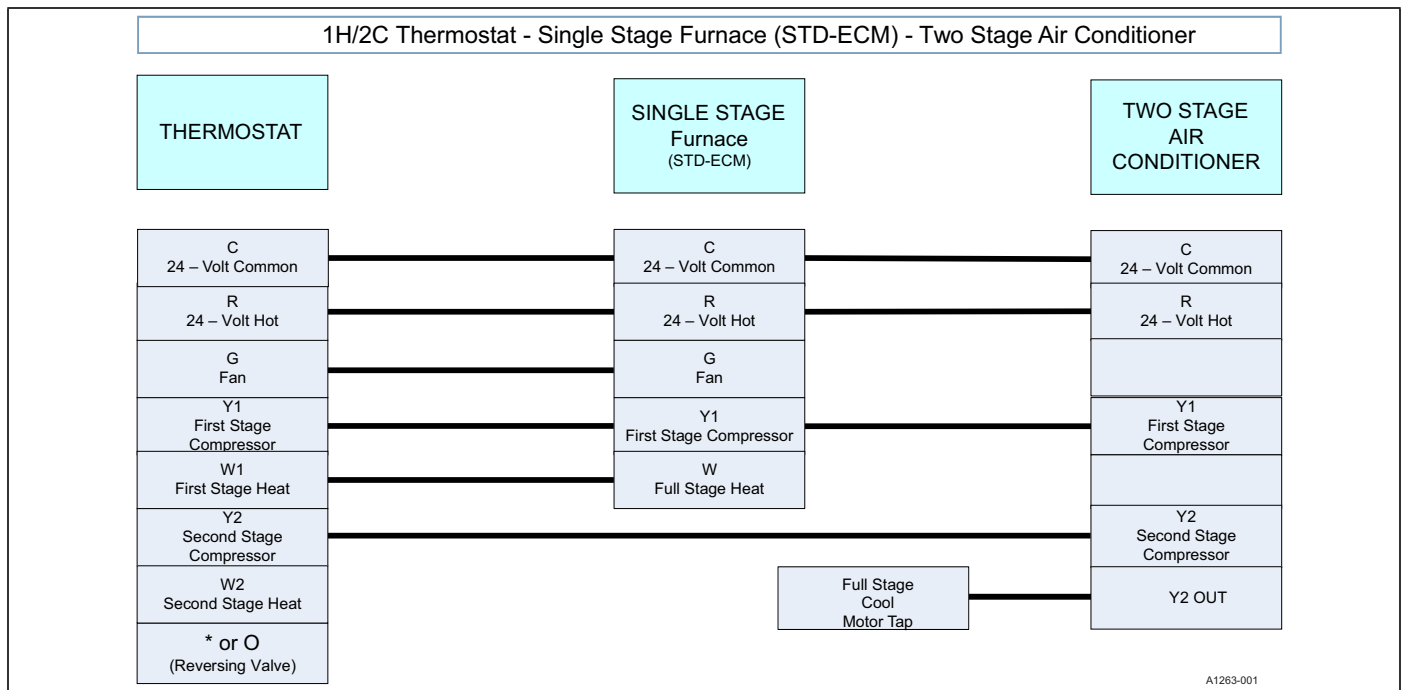 1H/2C Thermostat - Single Stage Furnace (STD-ECM) - Two Stage Air Conditioner
THERMOSTAT
SINGLE STAGE
Furnace
(STD-ECM)
TWO STAGE
AIR
CONDITIONER
C
24 – Volt Common
C
24 – Volt Common
C
24 – Volt Common
R
24 – Volt Hot
R
24 – Volt Hot
R
24 – Volt Hot
G
Fan
G
Fan
Y1
First Stage
Compressor
Y1
First Stage Compressor
Y1
First Stage
Compressor
W1
First Stage Heat
W
Full Stage Heat
Y2
Second Stage
Compressor
Y2
Second Stage
Compressor
W2
Second Stage Heat
Full Stage
Cool
Motor Tap
Y2 OUT
* or O
(Reversing Valve)
A1263-001